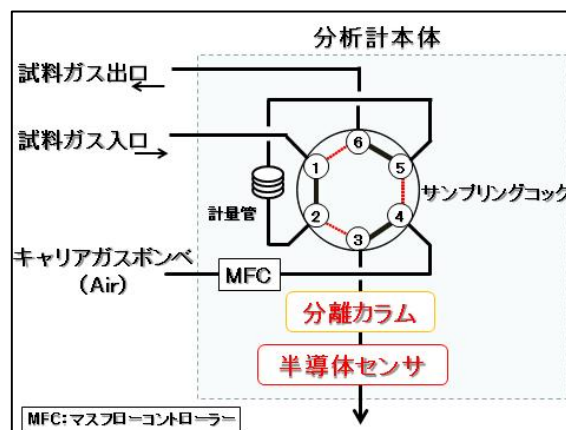 分析計本体
試料ガス出口
試料ガス入口
6
1
5
サンプリングコック
計量管
2
4
3
キャリアガスボンベ
(Air)
MFC
分離カラム
半導体センサ
MFC:マスフローコントローラー